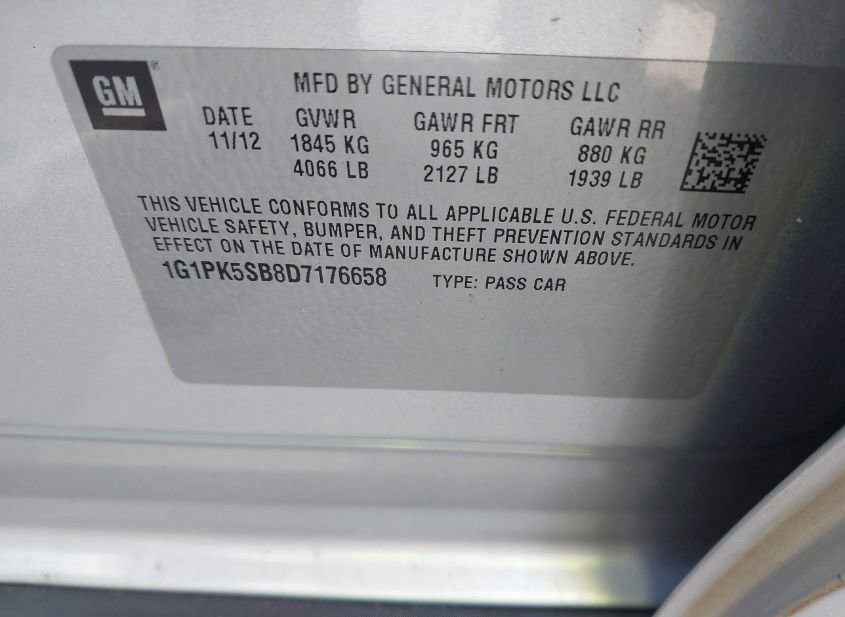 GM ®
MFD BY GENERAL MOTORS LLC
DATE GVWR GAWR FRT GAWR RR
11/12 1845 KG 965 KG 880 KG
4066 LB 2127 LB 1939 LB
THIS VEHICLE CONFORMS TO ALL APPLICABLE U.S. FEDERAL MOTOR
VEHICLE SAFETY, BUMPER, AND THEFT PREVENTION STANDARDS IN
EFFECT ON THE DATE OF MANUFACTURE SHOWN ABOVE.
1G1PK5SB8D7176658 TYPE: PASS CAR